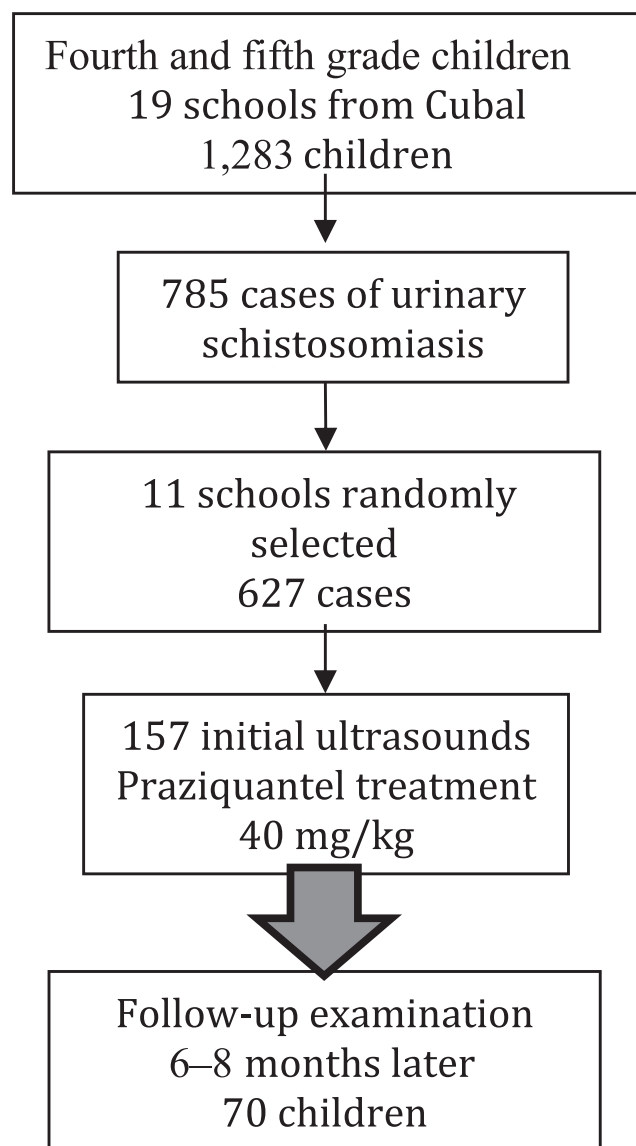 Fourth and fifth grade children
19 schools from Cubal
1,283 children
785 cases of urinary
schistosomiasis
11 schools randomly
selected
627 cases
157 initial ultrasounds
Praziquantel treatment
40 mg/kg
Follow-up examination
6–8 months later
70 children